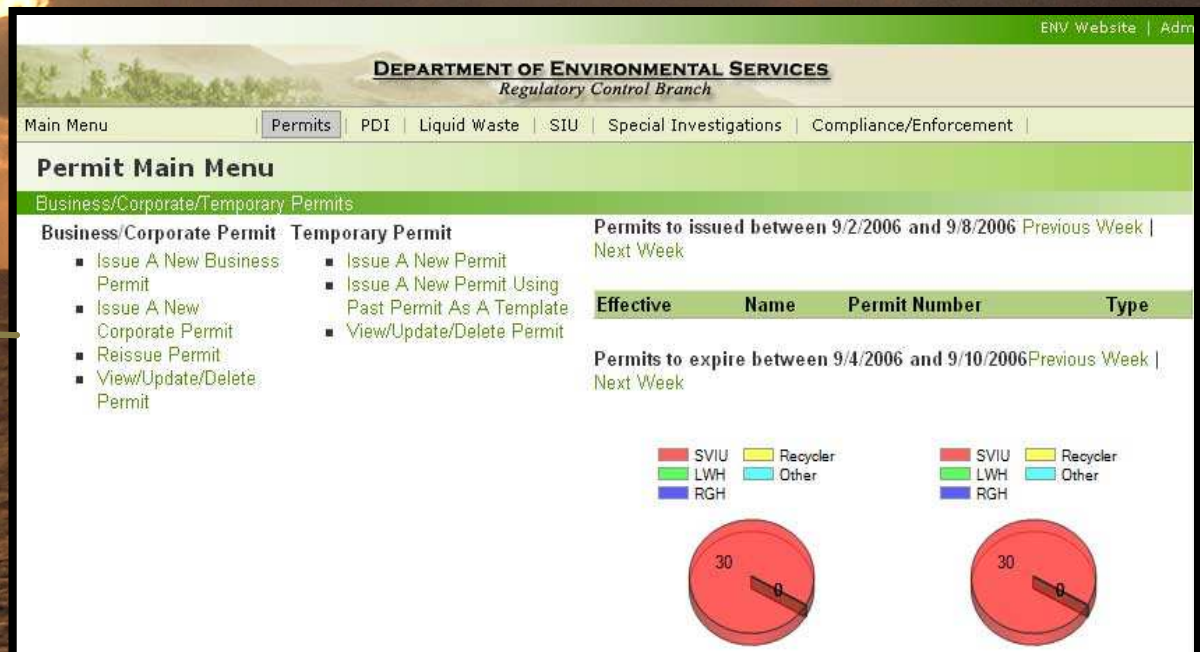 ENV Website |
DEPARTMENT OF ENVIRONMENTAL SERVICES
Regulatory Control Branch
Main Menu | Permits | PDI | Liquid Waste | SIU | Special Investigations | Compliance/Enforcement |
Permit Main Menu
Business/Corporate/Temporary Permits
Business/Corporate Permit
Issue A New Business
Permit
Issue A New
Corporate Permit
Reissue Permit
View/Update/Delete
Permit
Temporary Permit
Issue A New Permit
Issue A New Permit Using
Past Permit As A Template
View/Update/Delete Permit
Permits to issued between 9/2/2006 and 9/8/2006 Previous Week |
Next Week
Effective Name Permit Number Type
Permits to expire between 9/4/2006 and 9/10/2006Previous Week |
Next Week
SVIU Recycler
LWH Other
RGH
30
0
SVIU Recycler
LWH Other
RGH
30
0